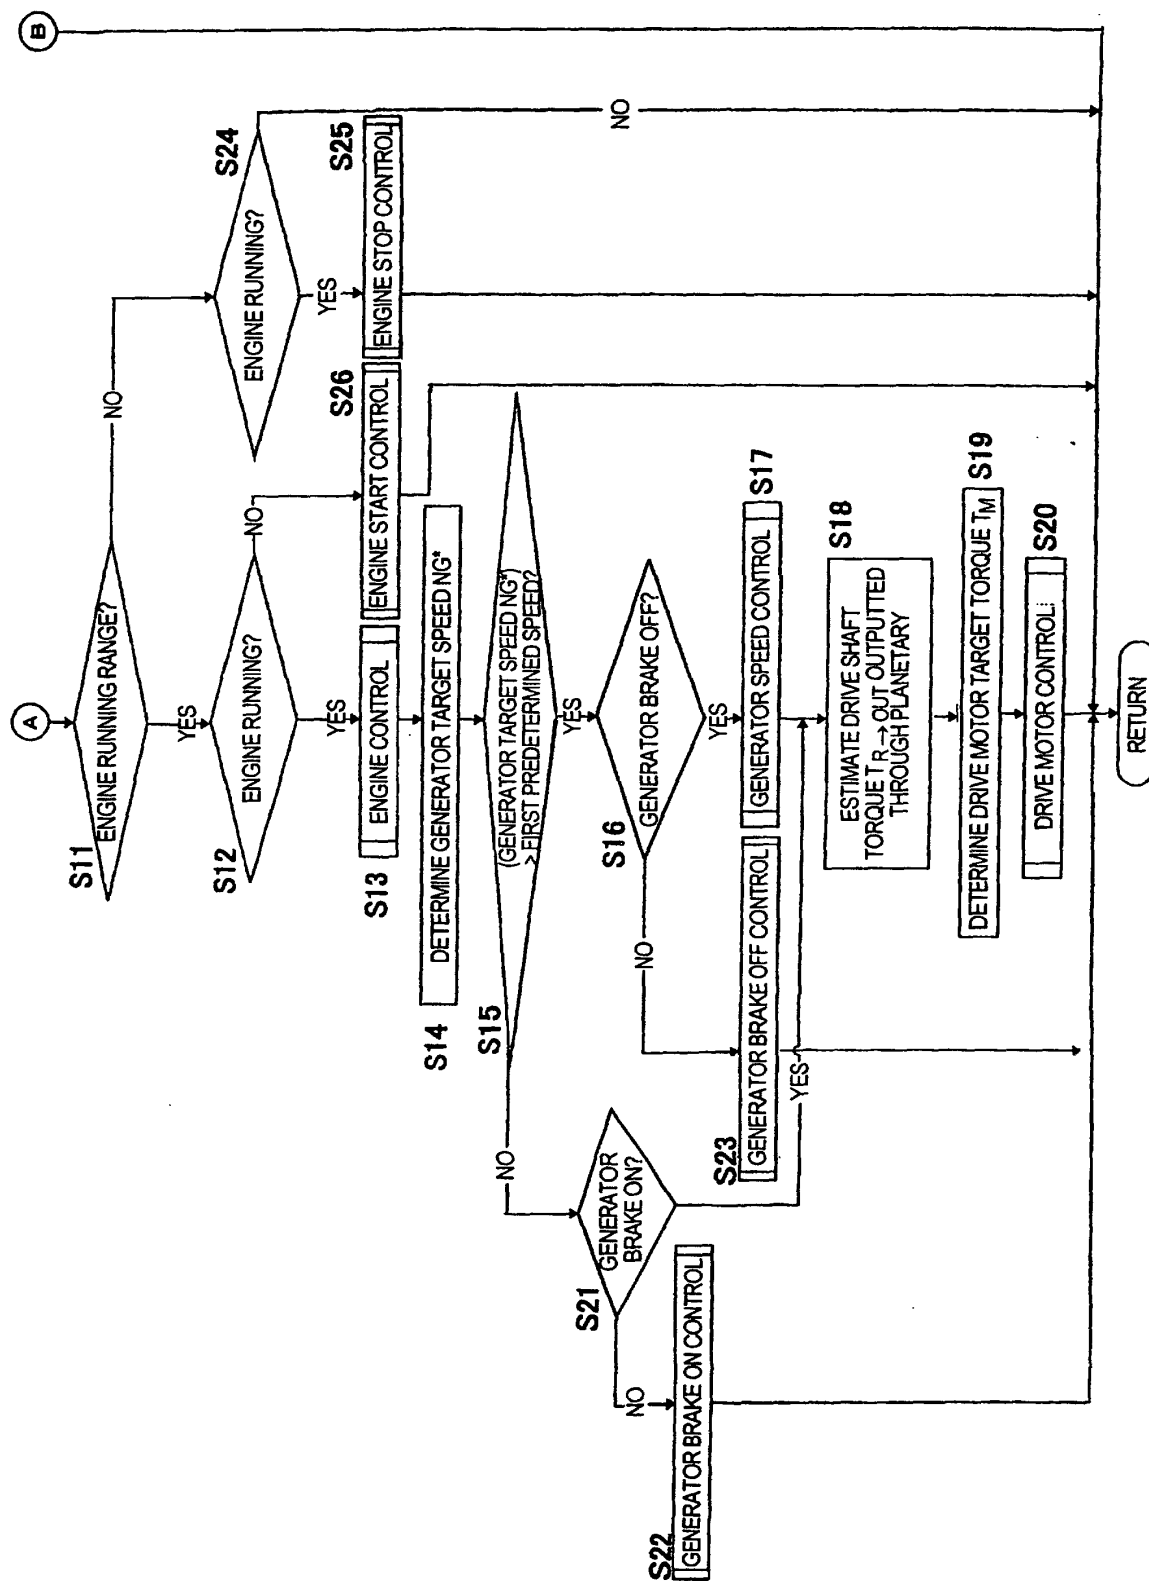 A
B
S11
ENGINE RUNNING RANGE?
NO
YES
S12
ENGINE RUNNING?
NO
YES
S24
ENGINE RUNNING?
NO
YES
S13
ENGINE CONTROL
S26
ENGINE START CONTROL
S25
ENGINE STOP CONTROL
S14
DETERMINE GENERATOR TARGET SPEED NG*
S15
(GENERATOR TARGET SPEED NG*)
> FIRST PREDETERMINED SPEED?
NO
YES
S21
GENERATOR
BRAKE ON?
NO
YES
S16
GENERATOR BRAKE OFF?
NO
YES
S22
GENERATOR BRAKE ON CONTROL
S23
GENERATOR BRAKE OFF CONTROL
S17
GENERATOR SPEED CONTROL
S18
ESTIMATE DRIVE SHAFT
TORQUE TR→OUT OUTPUTTED
THROUGH PLANETARY
S19
DETERMINE DRIVE MOTOR TARGET TORQUE TM
S20
DRIVE MOTOR CONTROL
RETURN